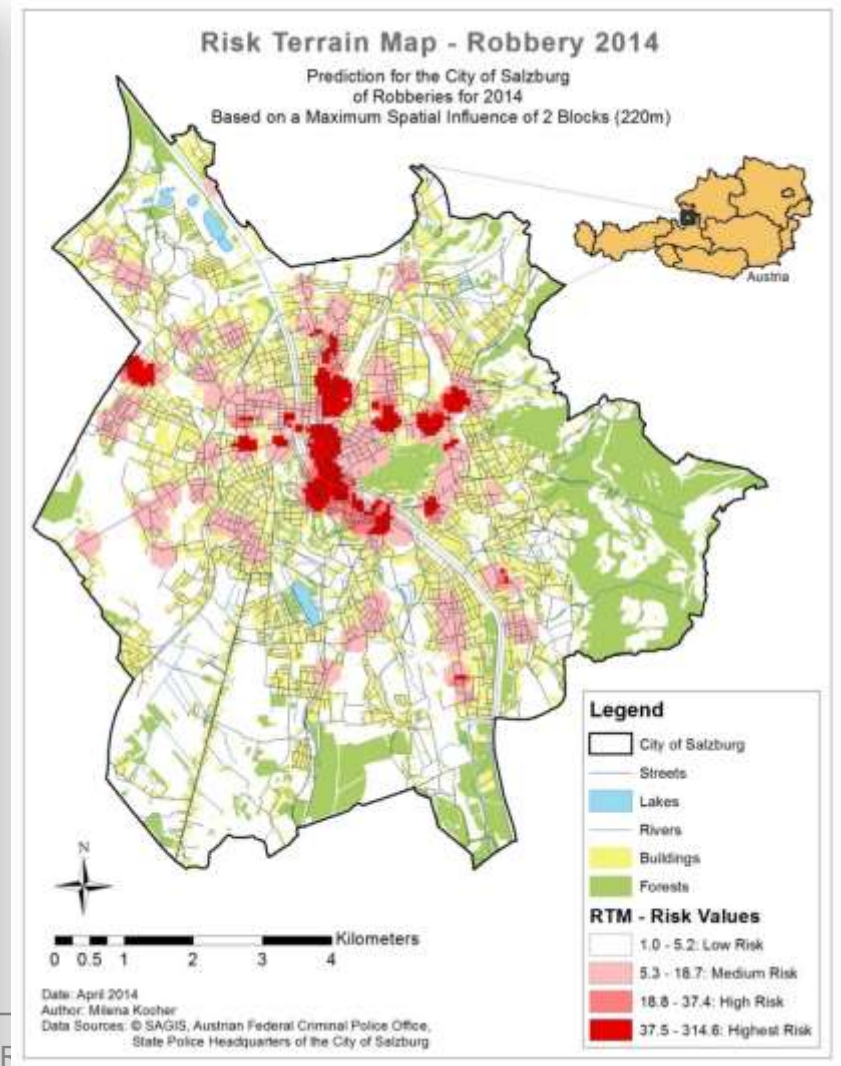 Risk Terrain Map - Robbery 2014
Prediction for the City of Salzburg
of Robberies for 2014
Based on a Maximum Spatial Influence of 2 Blocks (220m)
Austria
Legend
City of Salzburg
Streets
Lakes
Rivers
Buildings
Forests
RTM - Risk Values
1.0 - 5.2: Low Risk
5.3 - 18.7: Medium Risk
18.8 - 37.4: High Risk
37.5 - 314.6: Highest Risk
N
Kilometers
0 0.5 1 2 3 4
Date: April 2014
Author: Milena Kocher
Data Sources: © SAGIS, Austrian Federal Criminal Police Office,
State Police Headquarters of the City of Salzburg